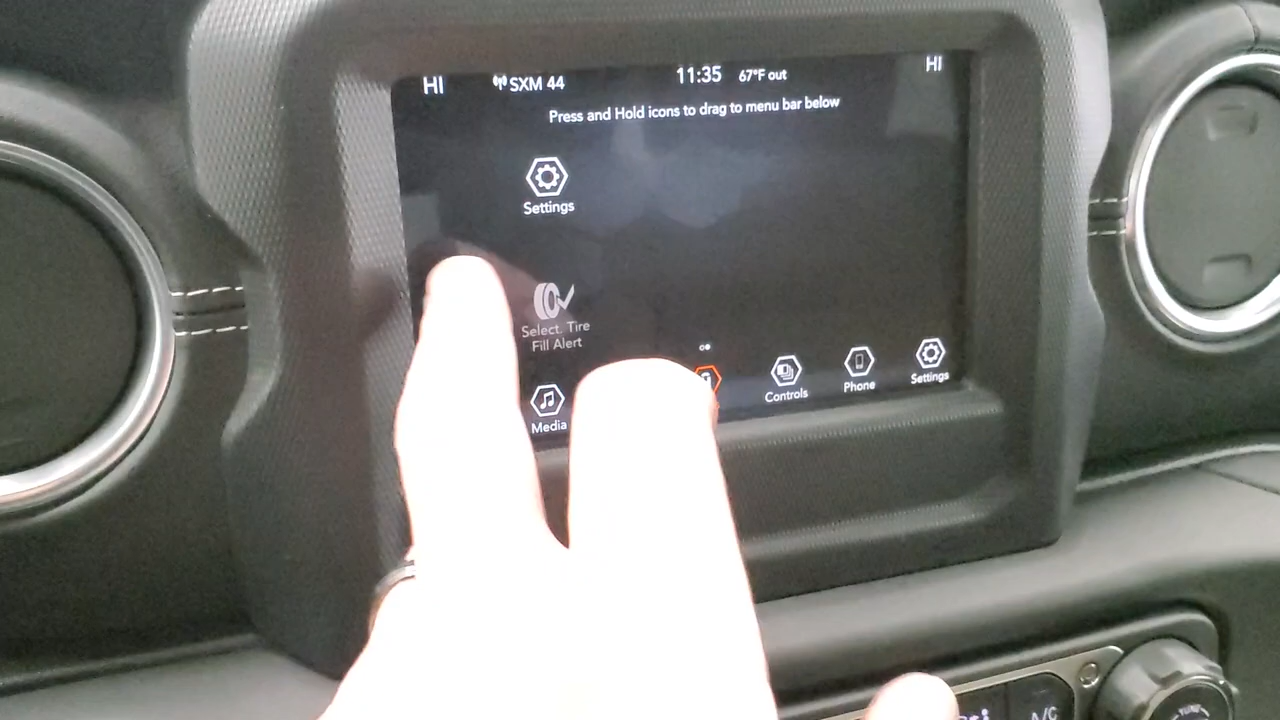 HI
SXM 44
11:35
67°F out
HI
Press and Hold icons to drag to menu bar below
Settings
Select. Tire
Fill Alert
Media
Controls
Phone
Settings
A/C
TUNE